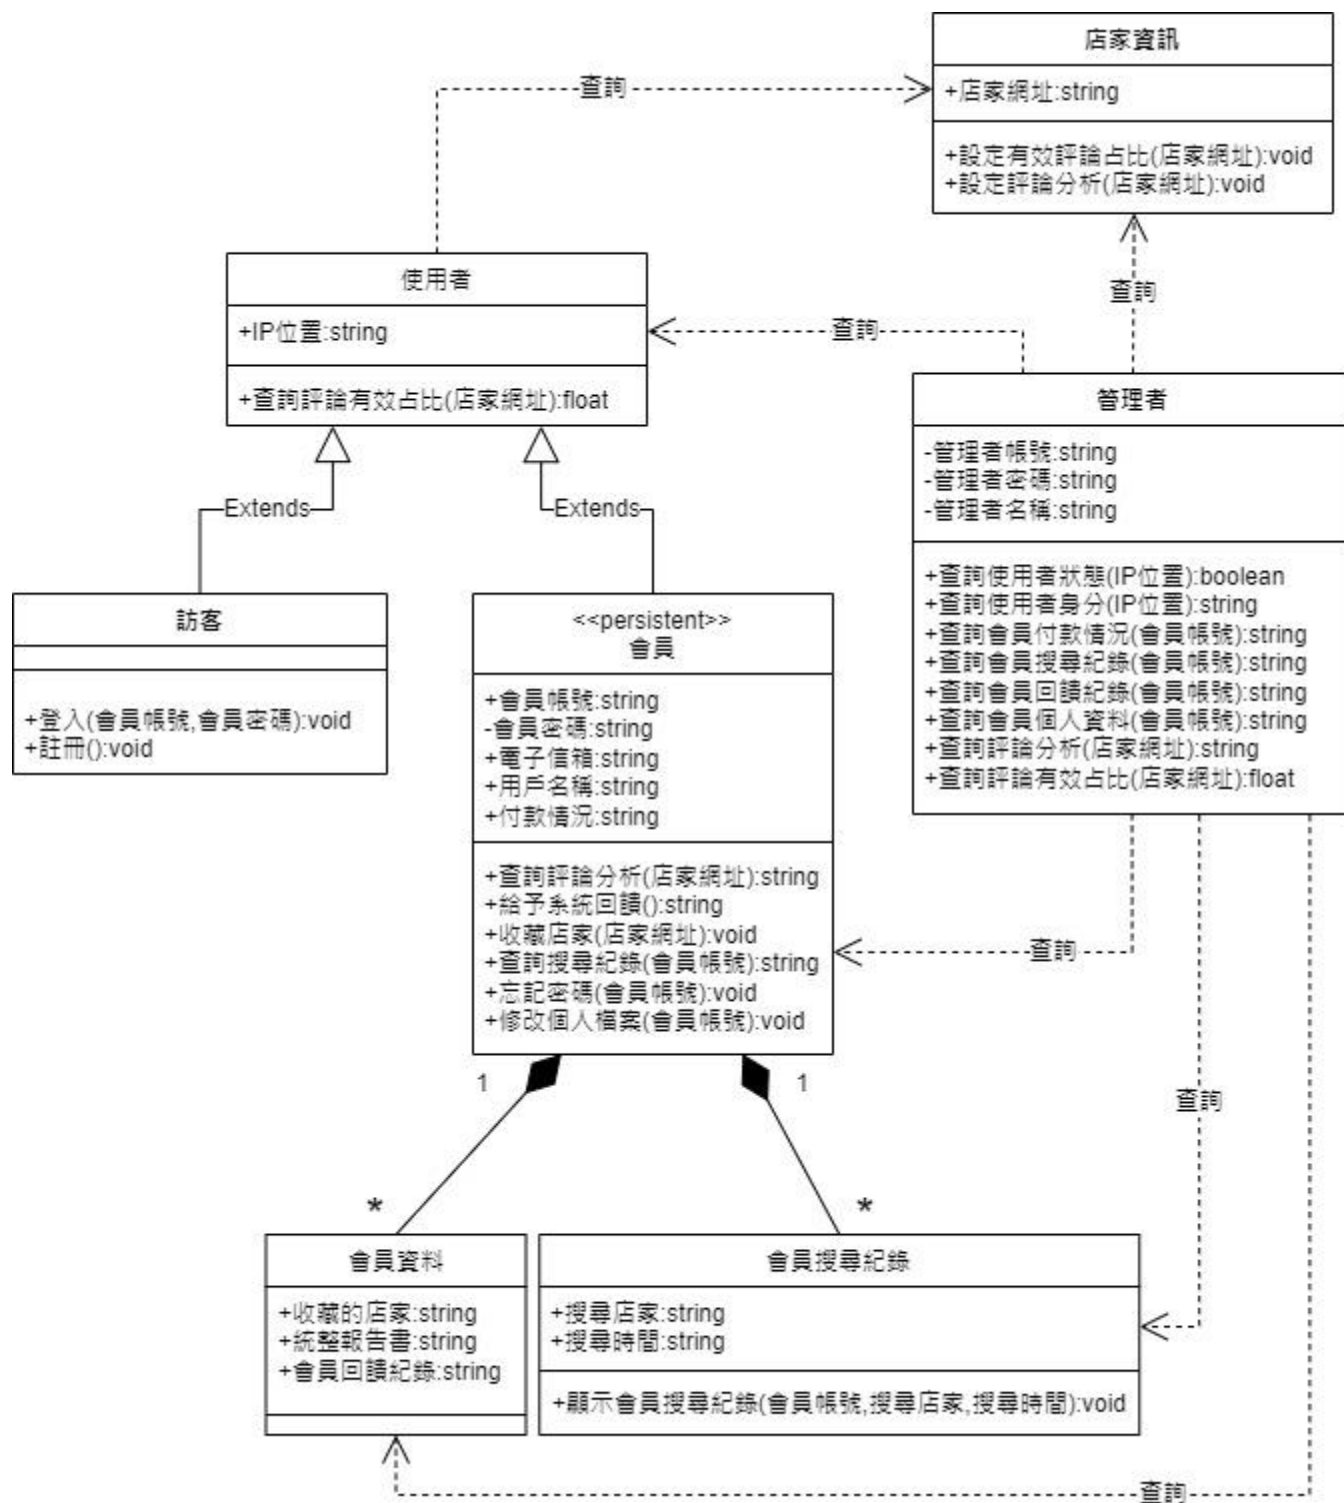 店家資訊
+店家網址:string
+設定有效評論占比(店家網址):void
+設定評論分析(店家網址):void
查詢
使用者
+IP位置:string
+查詢評論有效占比(店家網址):float
查詢
查詢
管理者
-管理者帳號:string
-管理者密碼:string
-管理者名稱:string
+查詢使用者狀態(IP位置):boolean
+查詢使用者身分(IP位置):string
+查詢會員付款情況(會員帳號):string
+查詢會員搜尋紀錄(會員帳號):string
+查詢會員回饋紀錄(會員帳號):string
+查詢會員個人資料(會員帳號):string
+查詢評論分析(店家網址):string
+查詢評論有效占比(店家網址):float
Extends
Extends
訪客
+登入(會員帳號,會員密碼):void
+註冊():void
<<persistent>>
會員
+會員帳號:string
-會員密碼:string
+電子信箱:string
+用戶名稱:string
+付款情況:string
+查詢評論分析(店家網址):string
+給予系統回饋():string
+收藏店家(店家網址):void
+查詢搜尋紀錄(會員帳號):string
+忘記密碼(會員帳號):void
+修改個人檔案(會員帳號):void
查詢
1
1
查詢
*
*
會員資料
+收藏的店家:string
+統整報告書:string
+會員回饋紀錄:string
會員搜尋紀錄
+搜尋店家:string
+搜尋時間:string
+顯示會員搜尋紀錄(會員帳號,搜尋店家,搜尋時間):void
查詢